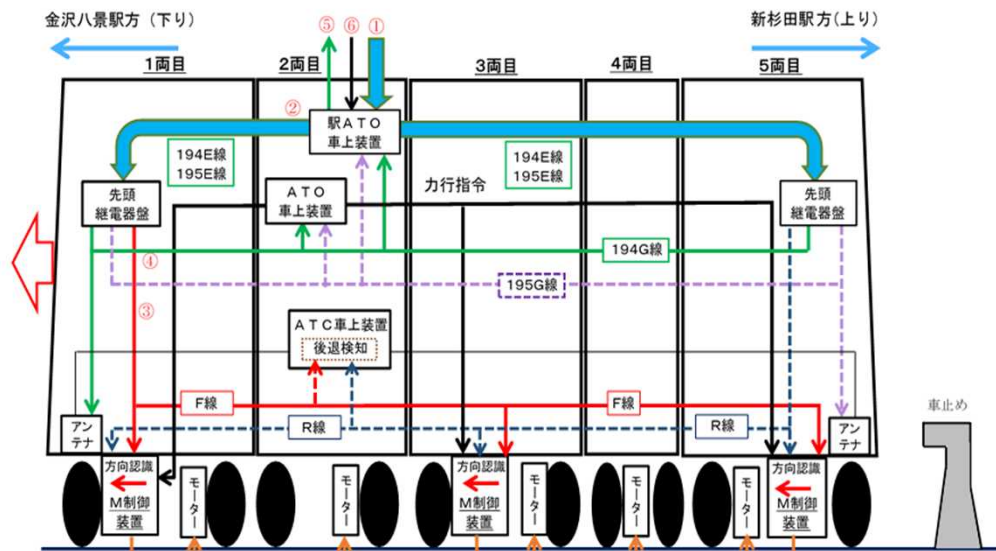 金沢八景駅方（下り）
⑤ ⑥ ①
新杉田駅方(上り)
1両目
2両目
3両目
4両目
5両目
②
駅ATO
車上装置
194E線
195E線
194E線
195E線
先頭
継電器盤
ATO
車上装置
力行指令
先頭
継電器盤
④
194G線
195G線
③
ATC車上装置
後退検知
F線
F線
R線
R線
アン
テナ
アン
テナ
車止め
方向認識
M制御
装置
モーター
モーター
方向認識
M制御
装置
モーター
モーター
モーター
方向認識
M制御
装置